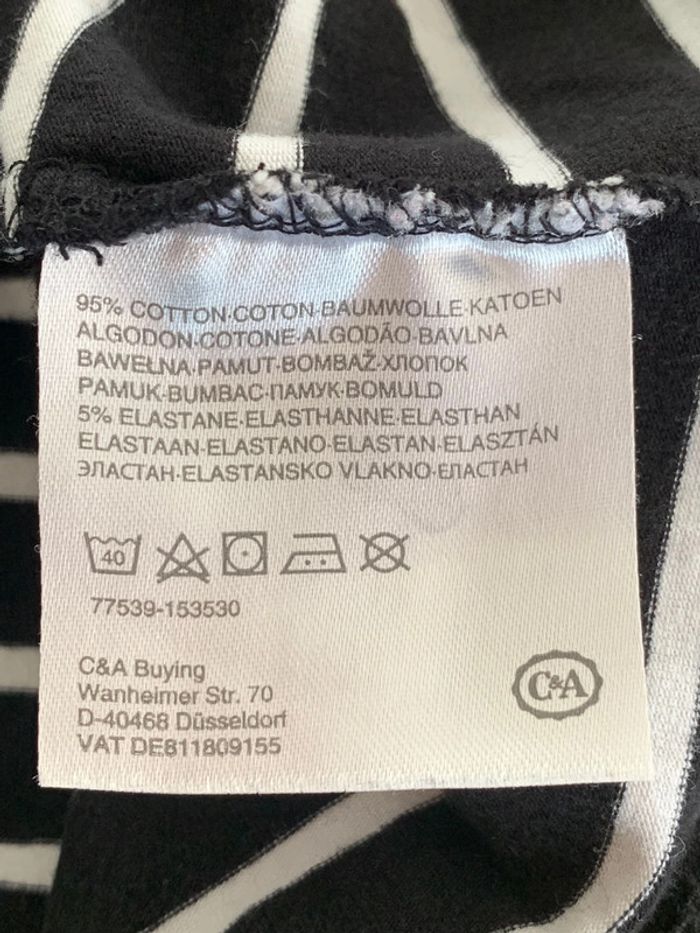 95% COTTON·COTON·BAUMWOLLE·KATOEN
ALGODON·COTONE·ALGODÃO·BAVLNA
BAWEŁNA·PAMUT·BOMBAŽ·ХЛОПОК
PAMUK·BUMBAC·ПАМУК·BOMULD
5% ELASTANE·ELASTHANNE·ELASTHAN
ELASTAAN·ELASTANO·ELASTAN·ELASZTÁN
ЭЛАСТАН·ELASTANSKO VLAKNO·ЕЛАСТАН
40
77539-153530
C&A Buying
Wanheimer Str. 70
D-40468 Düsseldorf
VAT DE811809155
C&A